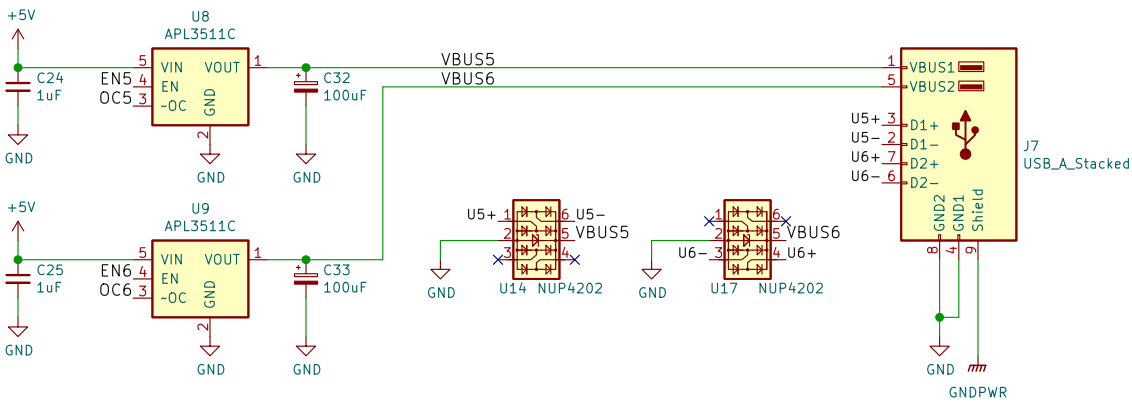 +5V
U8
APL3511C
5 VIN VOUT 1
EN5 4 EN
OC5 3 ~OC
GND
2
C24
1uF
GND
GND
+
C32
100uF
GND
VBUS5
VBUS6
1 VBUS1
5 VBUS2
U5+ 3 D1+
U5- 2 D1-
U6+ 7 D2+
U6- 6 D2-
GND2
GND1
Shield
8
4
9
J7
USB_A_Stacked
GND
GNDPWR
+5V
U9
APL3511C
5 VIN VOUT 1
EN6 4 EN
OC6 3 ~OC
GND
2
C25
1uF
GND
GND
+
C33
100uF
GND
U5+ 1 6 U5-
2 5 VBUS5
3 4
GND
U14 NUP4202
1 6
2 5 VBUS6
U6- 3 4 U6+
GND
U17 NUP4202